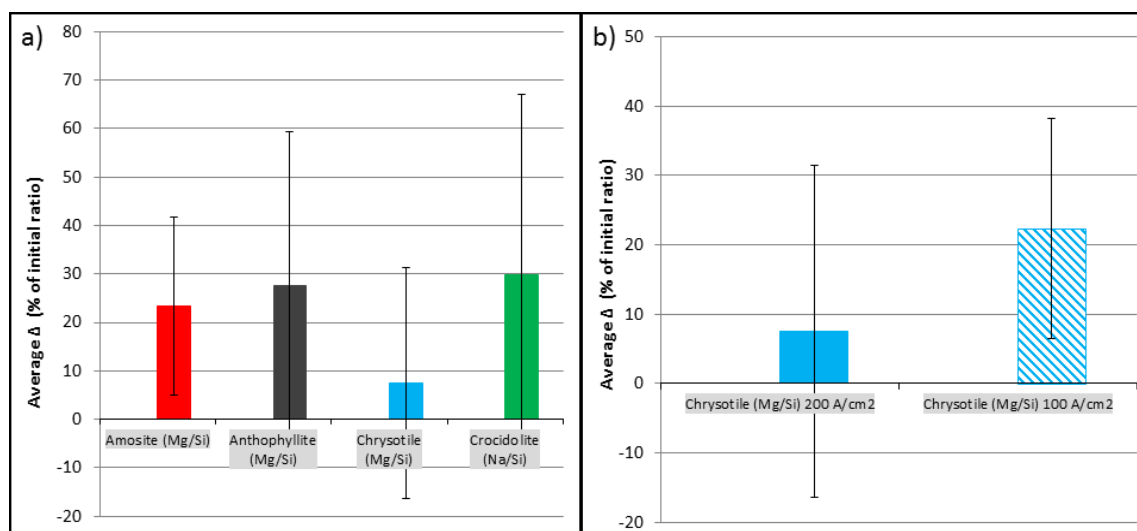 a)
Average Δ (% of initial ratio)
80
70
60
50
40
30
20
10
0
-10
-20
Amosite (Mg/Si)
Anthophyllite
(Mg/Si)
Chrysotile
(Mg/Si)
Crocidolite
(Na/Si)
b)
Average Δ (% of initial ratio)
50
40
30
20
10
0
-10
-20
Chrysotile (Mg/Si) 200 A/cm2
Chrysotile (Mg/Si) 100 A/cm2